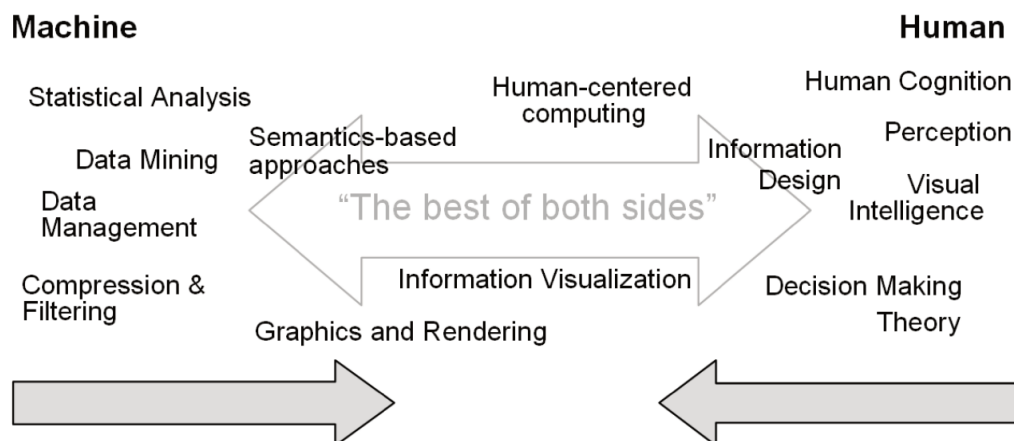 Machine
Human
Statistical Analysis
Human-centered
computing
Human Cognition
Semantics-based
approaches
Data Mining
Information
Design
Perception
Data
Management
"The best of both sides"
Visual
Intelligence
Compression &
Filtering
Information Visualization
Decision Making
Theory
Graphics and Rendering